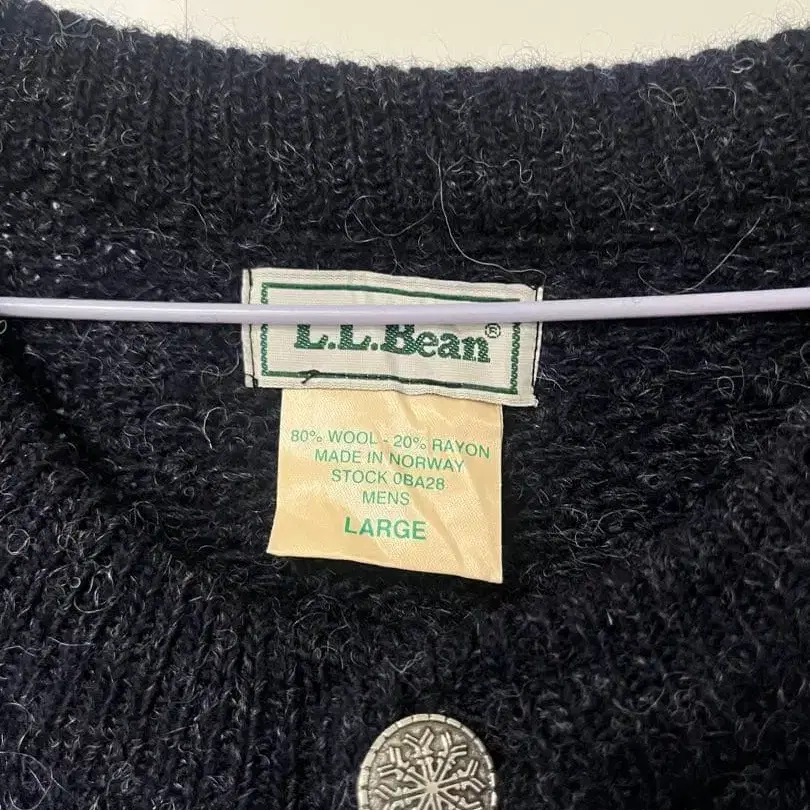 L.L.Bean®
80% WOOL - 20% RAYON
MADE IN NORWAY
STOCK 0BA28
MENS
LARGE